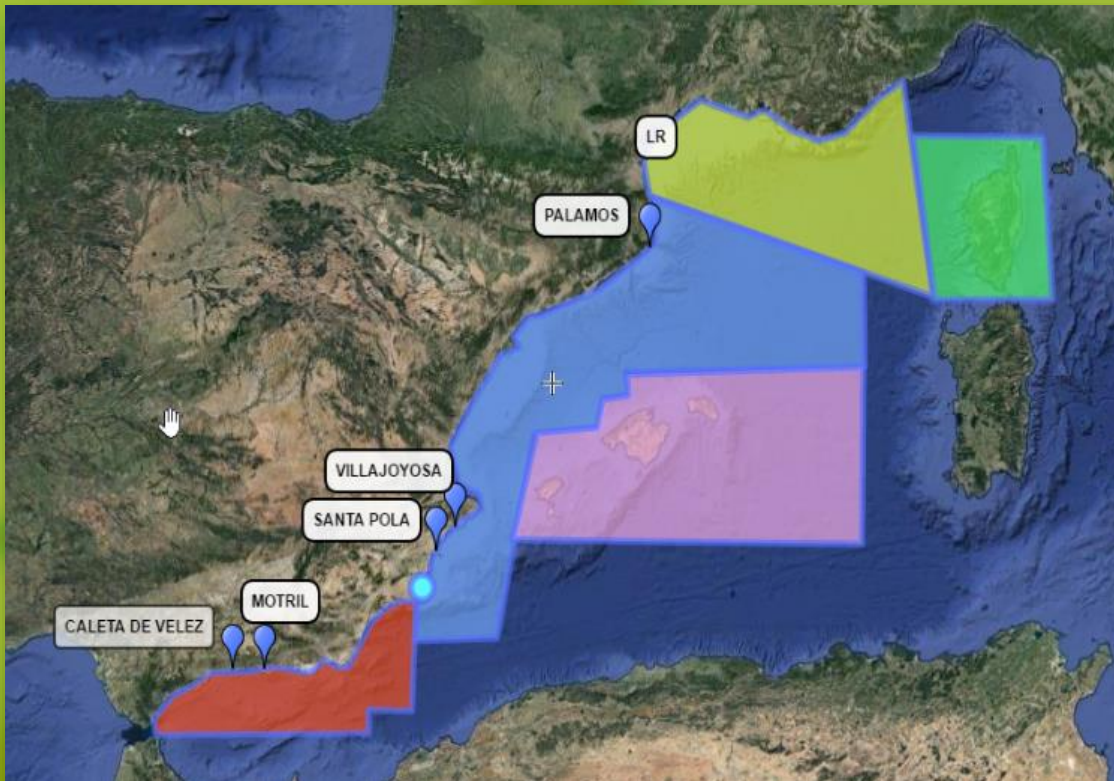 LR
PALAMOS
VILLAJOYOSA
SANTA POLA
MOTRIL
CALETA DE VELEZ